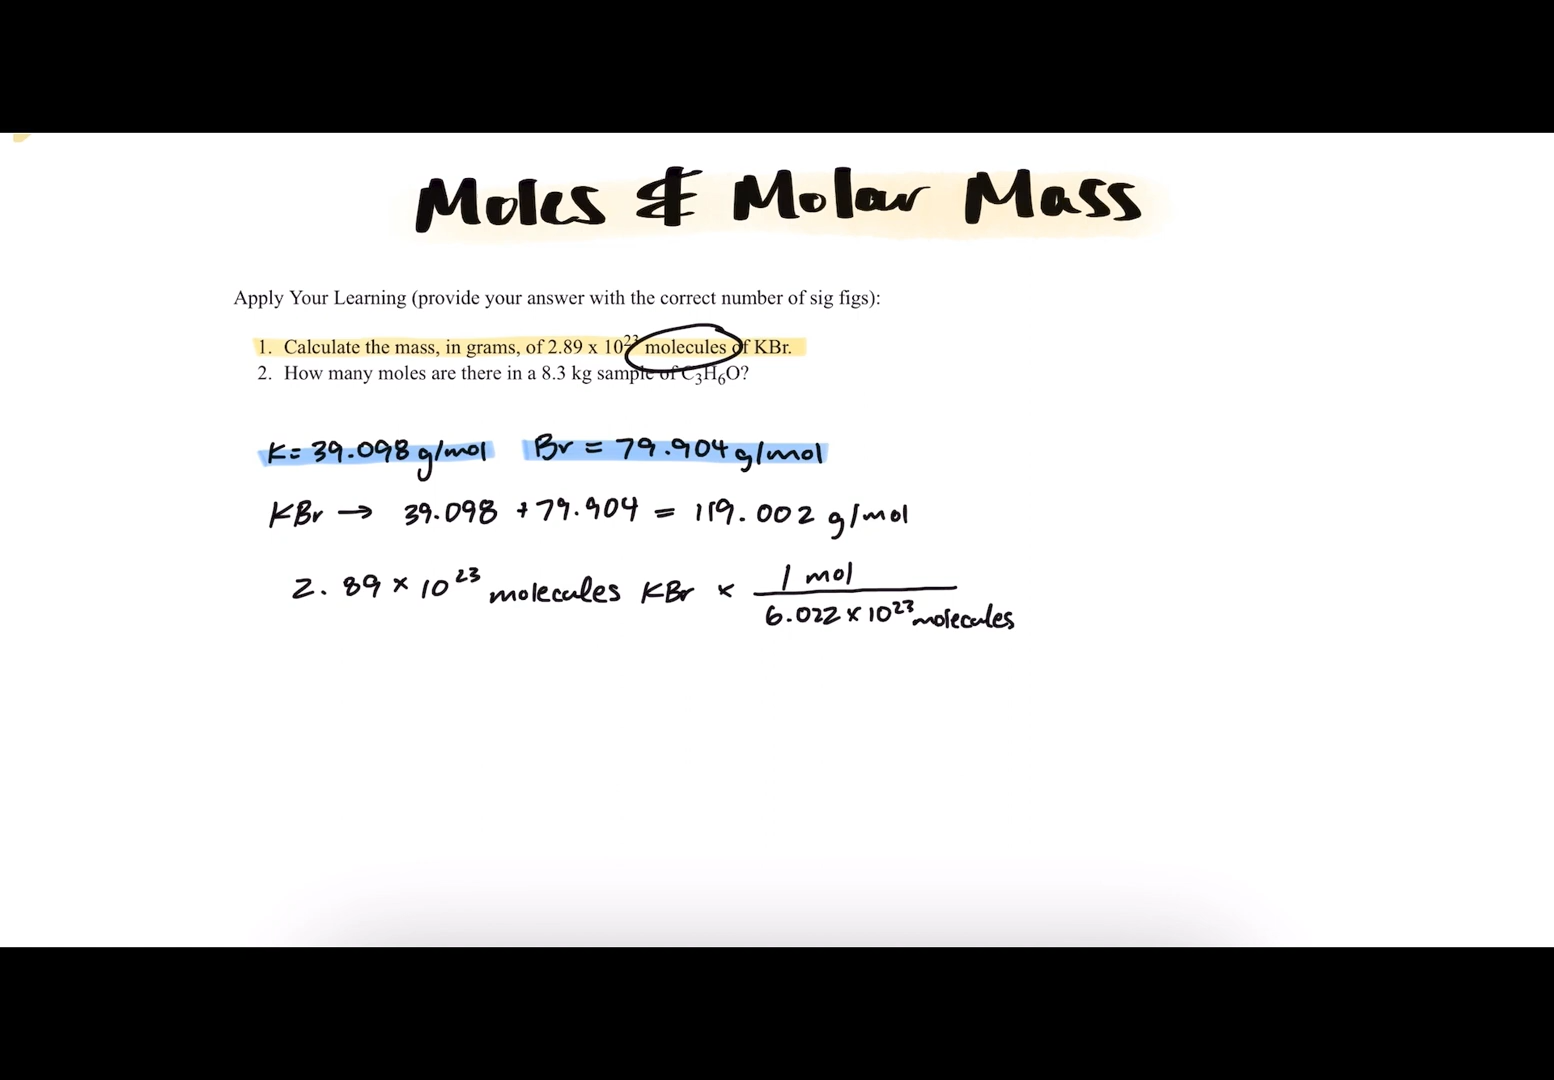 Moles & Molar Mass
Apply Your Learning (provide your answer with the correct number of sig figs):
1. Calculate the mass, in grams, of 2.89 x 10²³ molecules of KBr.
2. How many moles are there in a 8.3 kg sample of C₃H₆O?
K = 39.098 g/mol Br = 79.904 g/mol
KBr → 39.098 + 79.904 = 119.002 g/mol
2.89 × 10²³ molecules KBr × 1 mol
6.022 × 10²³ molecules